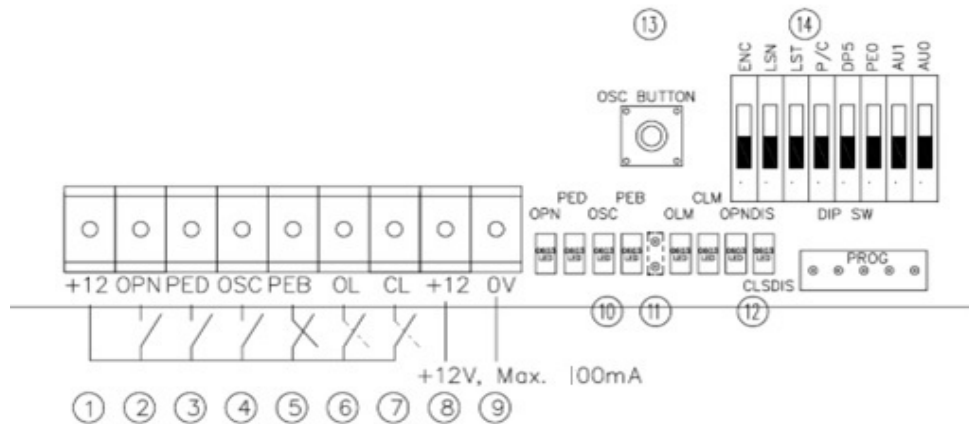 13
14
ENC LSN LST P/C DP5 PE0 AU1 AU0
OSC BUTTON
PED PEB CLM
OPN OSC OLM OPNDIS DIP SW
PROG
CLSDIS
+12 OPN PED OSC PEB OL CL +12 0V
10 11 12
+12V, Max. 100mA
1 2 3 4 5 6 7 8 9